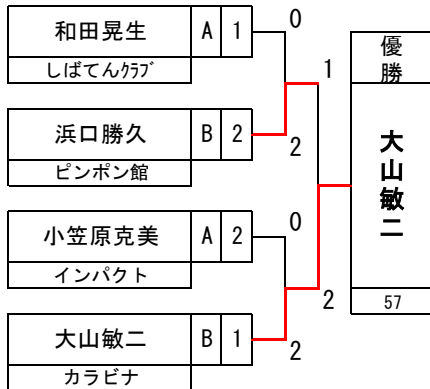 和田晃生 A 1
しばてんｸﾗﾌﾞ
0
浜口勝久 B 2
ピンポン館
2
1
小笠原克美 A 2
インパクト
0
大山敏二 B 1
カラビナ
2
2
優勝
大山敏二
57